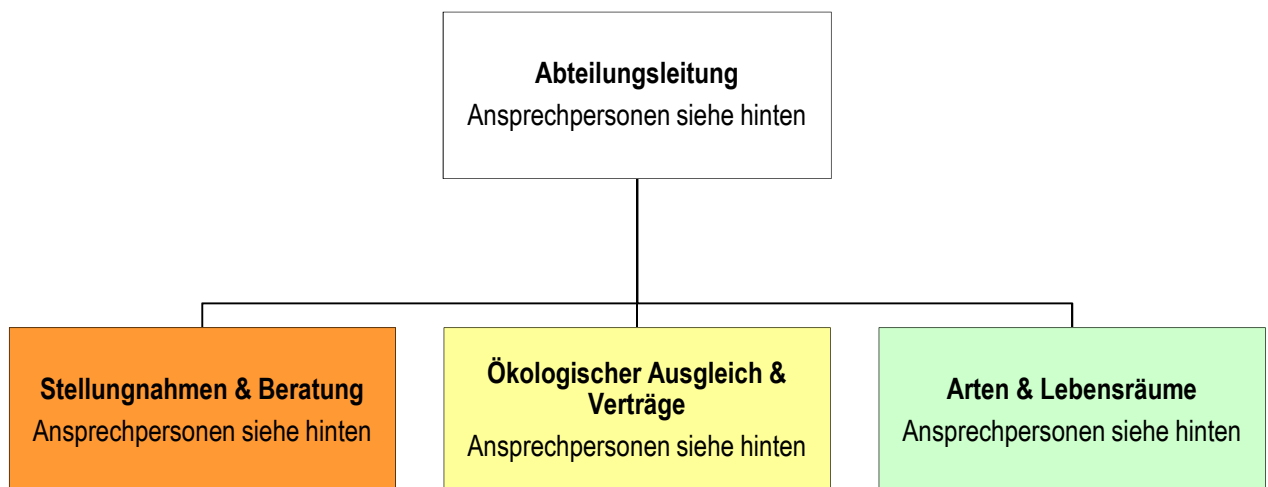 Abteilungsleitung
Ansprechpersonen siehe hinten
Stellungnahmen & Beratung
Ansprechpersonen siehe hinten
Ökologischer Ausgleich &
Verträge
Ansprechpersonen siehe hinten
Arten & Lebensräume
Ansprechpersonen siehe hinten